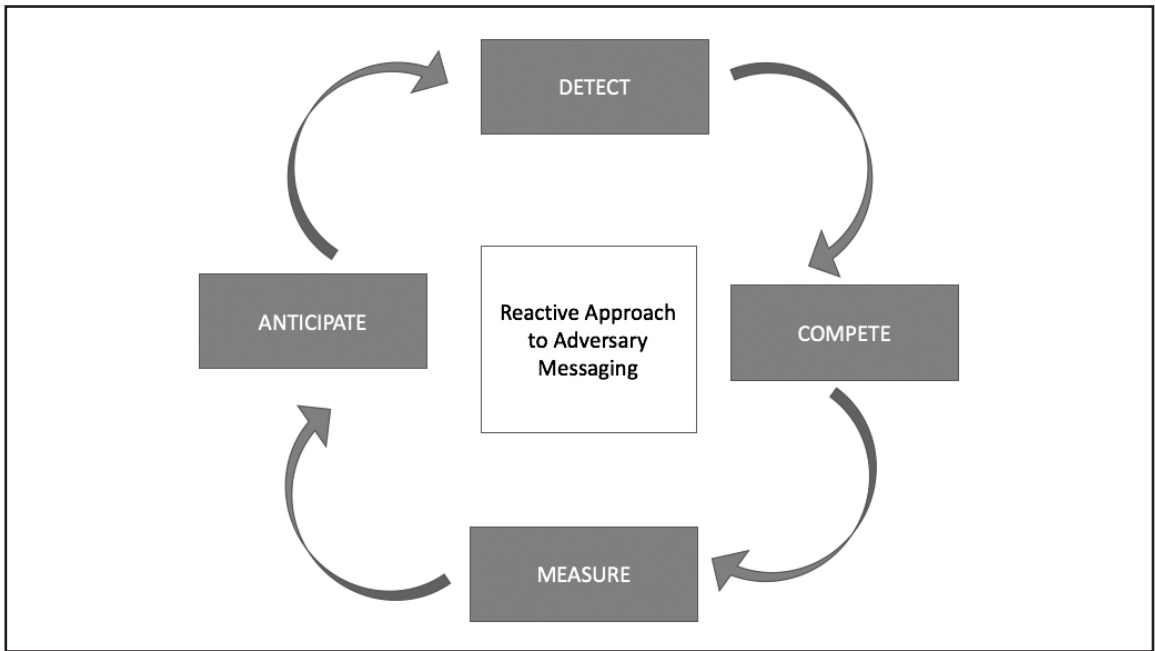 DETECT
ANTICIPATE
Reactive Approach
to Adversary
Messaging
COMPETE
MEASURE